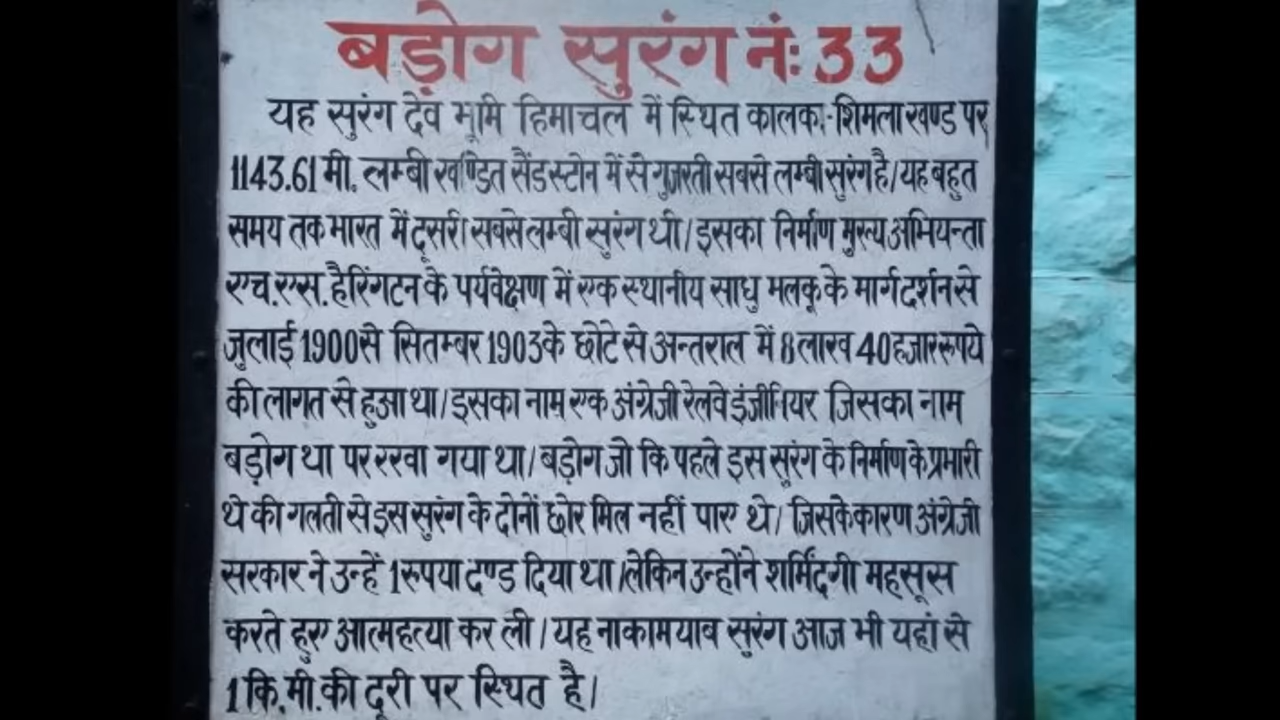 बड़ोग सुरंग नं: 33
यह सुरंग देव भूमि हिमाचल में स्थित कालका-शिमला खण्ड पर
1143.61 मी. लम्बी खण्डित सैंडस्टोन में से गुजरती सबसे लम्बी सुरंग है। यह बहुत
समय तक भारत में दूसरी सबसे लम्बी सुरंग थी। इसका निर्माण मुख्य अभियन्ता
एच.एस. हैरिंगटन के पर्यवेक्षण में एक स्थानीय साधु मलकू के मार्गदर्शन से
जुलाई 1900 से सितम्बर 1903 के छोटे से अन्तराल में 8 लाख 40 हजार रूपये
की लागत से हुआ था। इसका नाम एक अंग्रेजी रेलवे इंजीनियर जिसका नाम
बड़ोग था पर रखा गया था। बड़ोग जो कि पहले इस सुरंग के निर्माण के प्रभारी
थे की गलती से इस सुरंग के दोनों छोर मिल नहीं पाए थे। जिसके कारण अंग्रेजी
सरकार ने उन्हें 1 रुपया दण्ड दिया था। लेकिन उन्होंने शर्मिंदगी महसूस
करते हुए आत्महत्या कर ली। यह नाकामयाब सुरंग आज भी यहां से
1 कि.मी. की दूरी पर स्थित है।